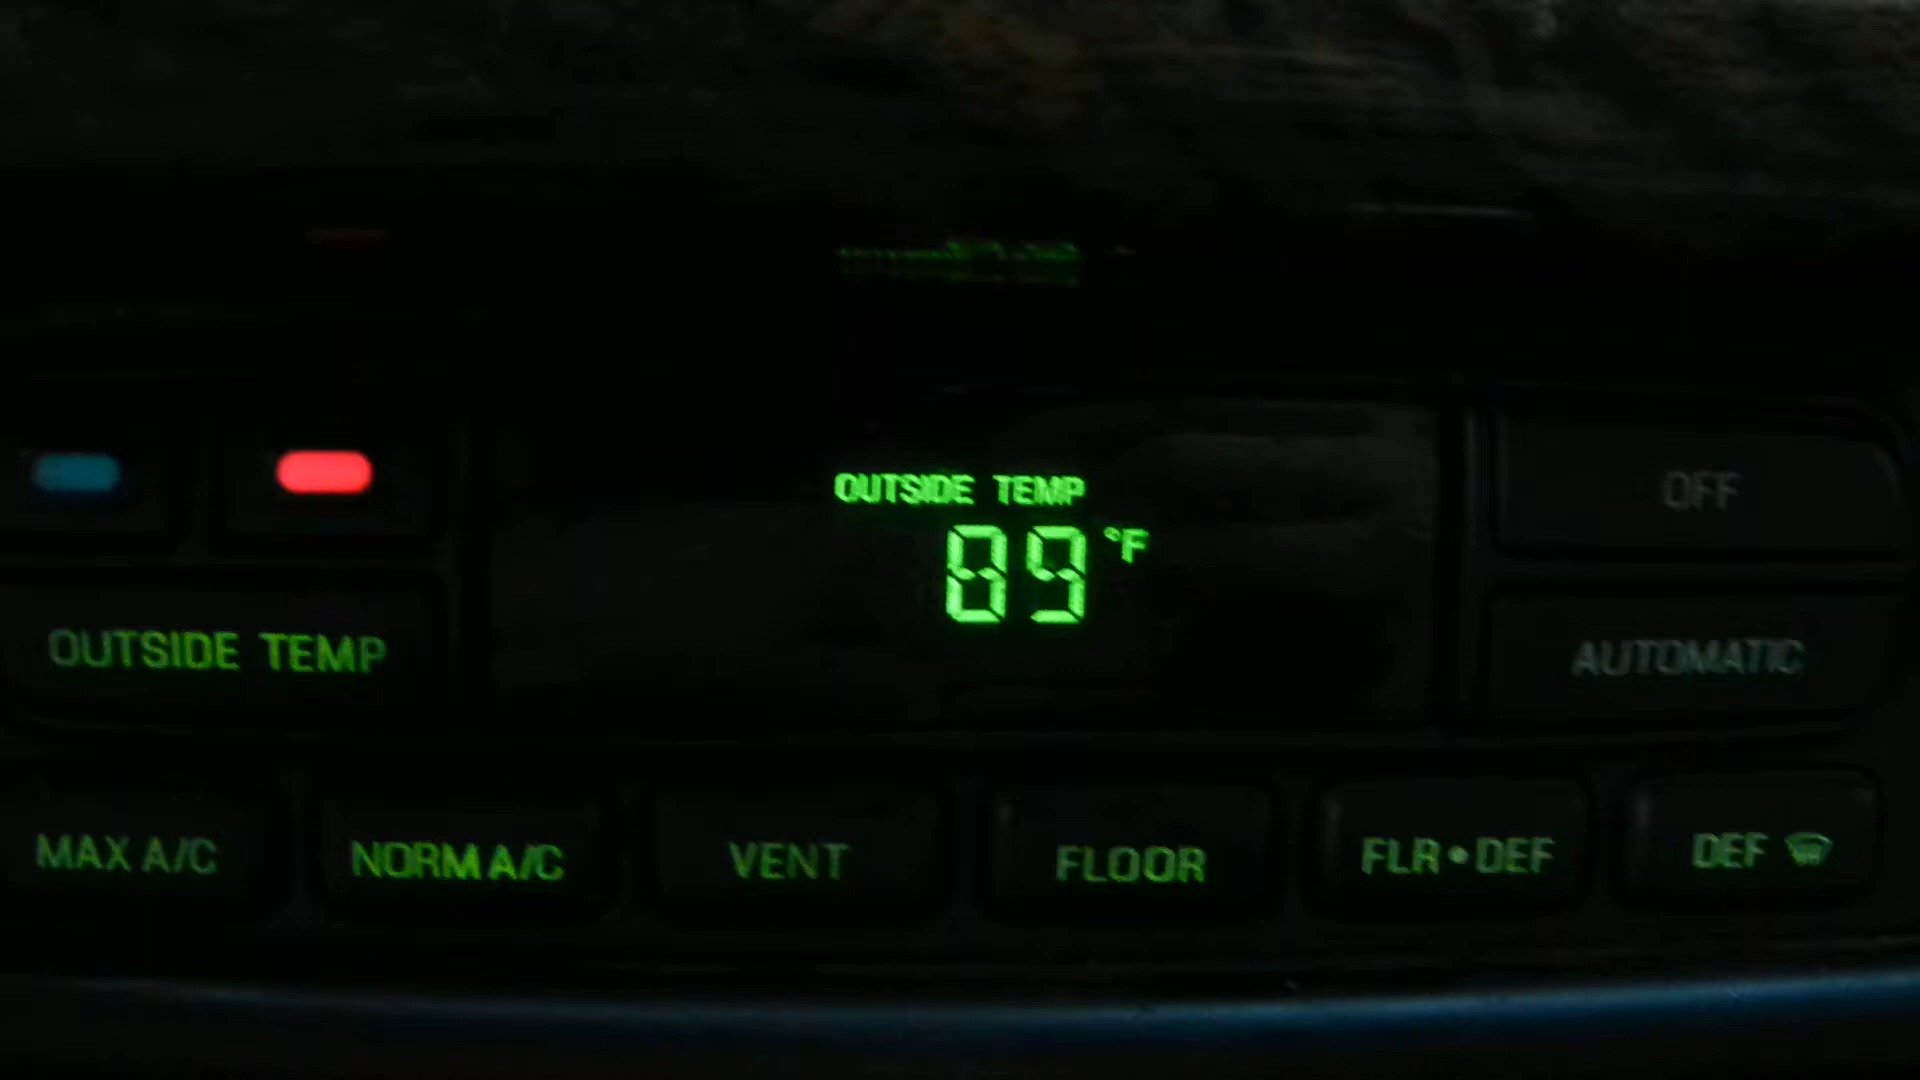 OUTSIDE TEMP
89 °F
OFF
OUTSIDE TEMP
AUTOMATIC
MAX A/C
NORM A/C
VENT
FLOOR
FLR•DEF
DEF